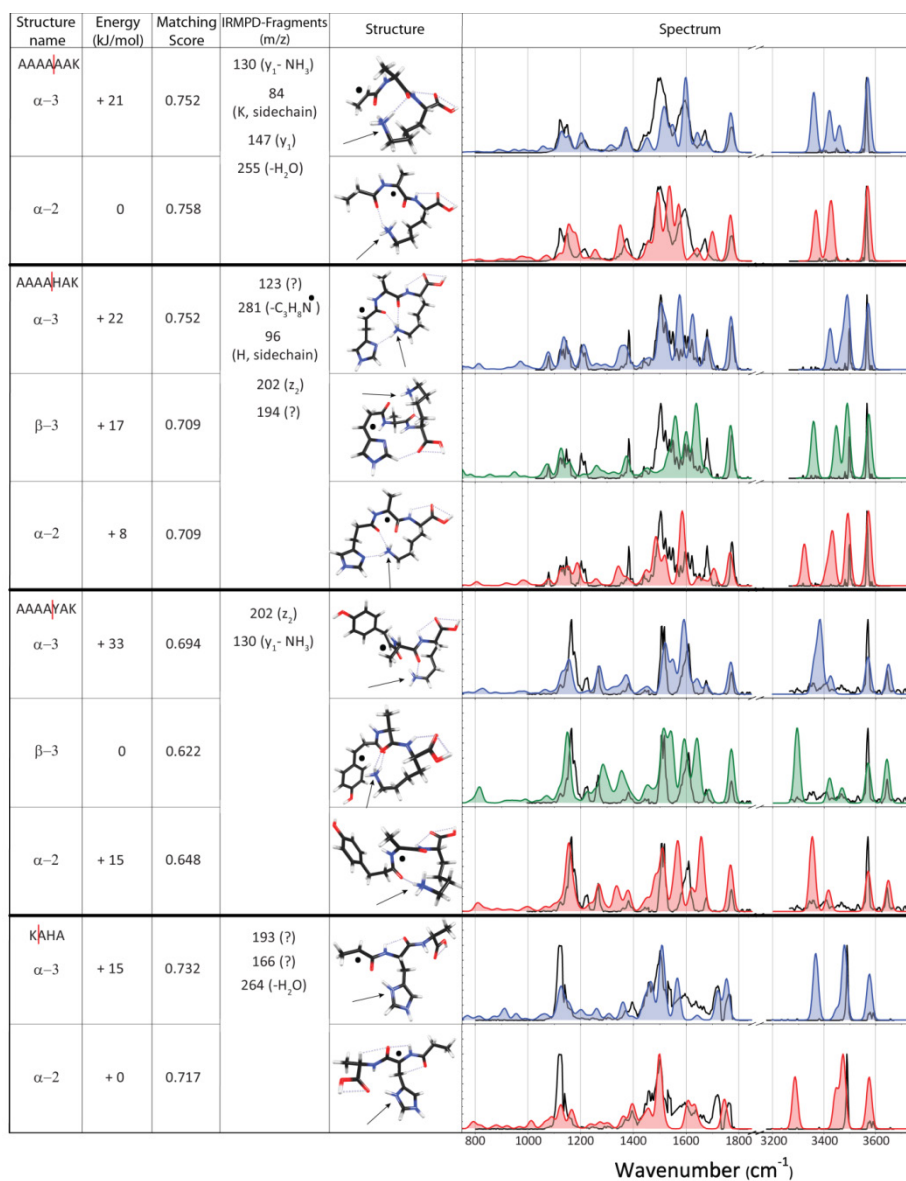 Structure name Energy (kJ/mol) Matching Score IRMPD-Fragments (m/z) Structure Spectrum
AAAAAAK
α−3 + 21 0.752
130 (y₁- NH₃)
84
(K, sidechain)
147 (y₁)
255 (-H₂O)
α−2 0 0.758
AAAAHAK
α−3 + 22 0.752
123 (?)
281 (-C₃H₈N•)
96
(H, sidechain)
202 (z₂)
194 (?)
β−3 + 17 0.709
α−2 + 8 0.709
AAAAYAK
α−3 + 33 0.694
202 (z₂)
130 (y₁- NH₃)
β−3 0 0.622
α−2 + 15 0.648
KAHA
α−3 + 15 0.732
193 (?)
166 (?)
264 (-H₂O)
α−2 + 0 0.717
800 1000 1200 1400 1600 1800 3200 3400 3600
Wavenumber (cm⁻¹)